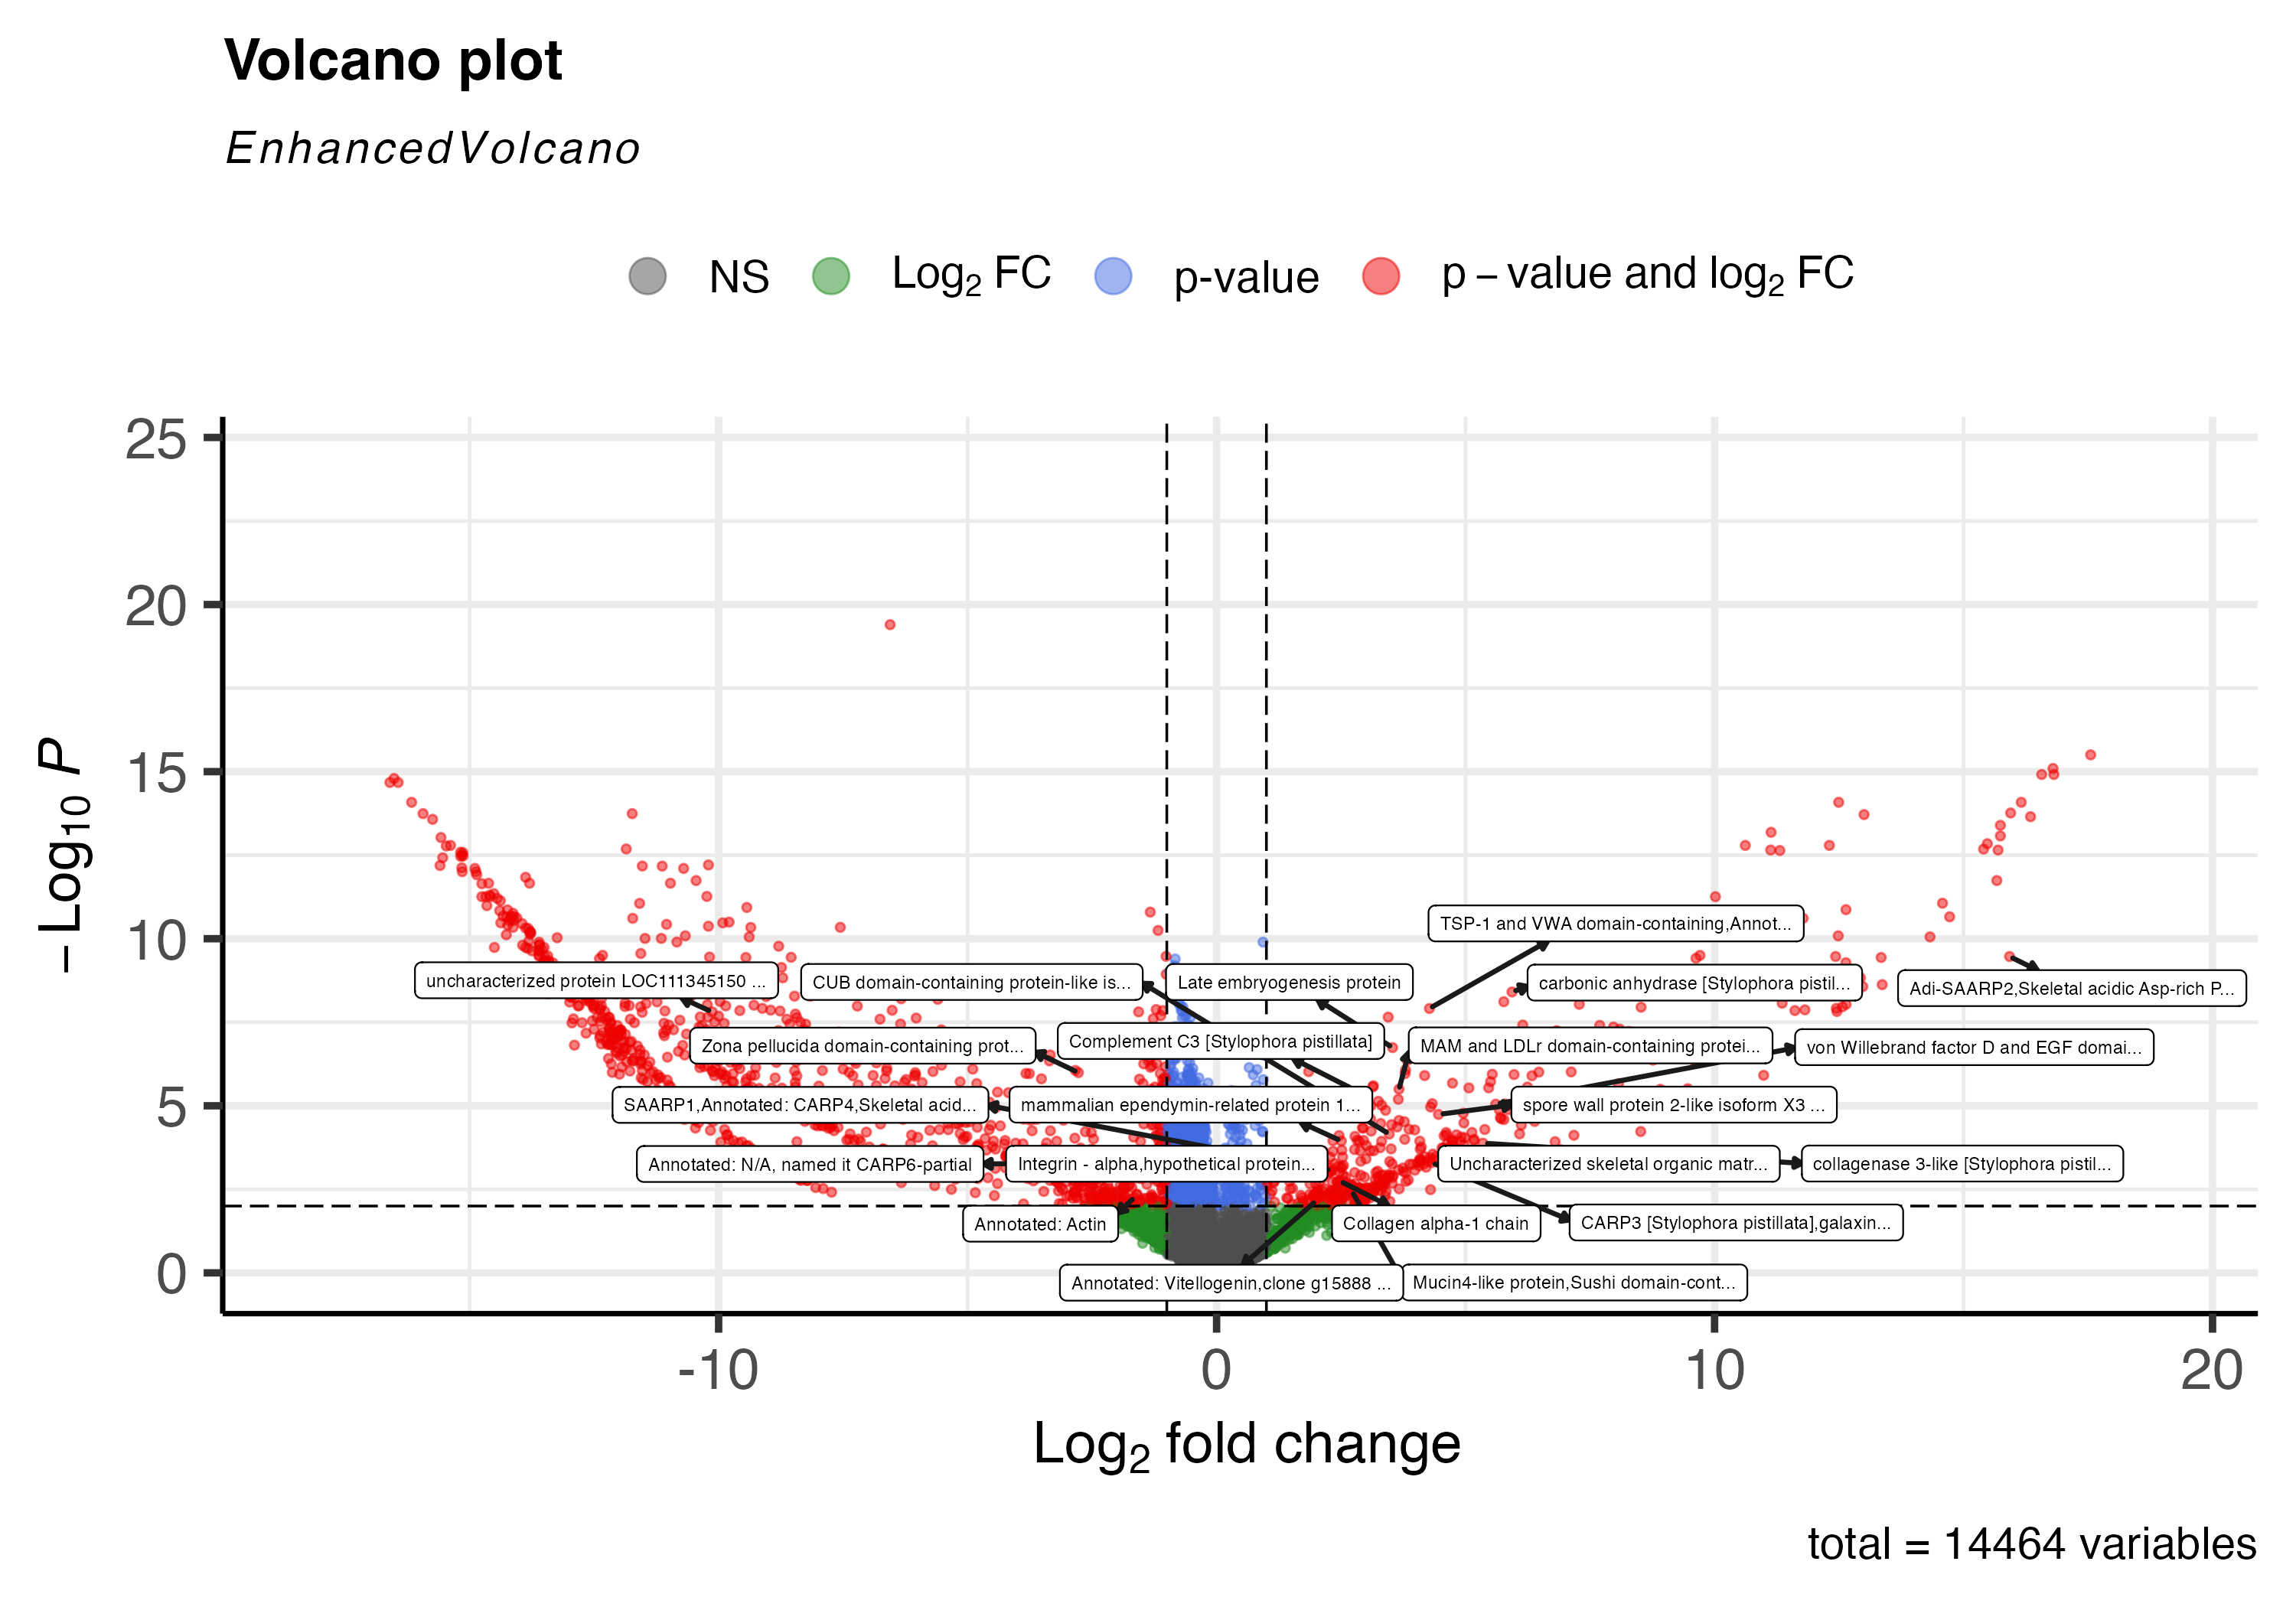 Volcano plot
EnhancedVolcano
NS Log2 FC p-value p – value and log2 FC
25
20
15
10
5
0
– Log10 P
TSP-1 and VWA domain-containing,Annot...
uncharacterized protein LOC111345150 ...
CUB domain-containing protein-like is...
Late embryogenesis protein
carbonic anhydrase [Stylophora pistil...
Adi-SAARP2,Skeletal acidic Asp-rich P...
Zona pellucida domain-containing prot...
Complement C3 [Stylophora pistillata]
MAM and LDLr domain-containing protei...
von Willebrand factor D and EGF domai...
SAARP1,Annotated: CARP4,Skeletal acid...
mammalian ependymin-related protein 1...
spore wall protein 2-like isoform X3 ...
Annotated: N/A, named it CARP6-partial
Integrin - alpha,hypothetical protein...
Uncharacterized skeletal organic matr...
collagenase 3-like [Stylophora pistil...
Annotated: Actin
Collagen alpha-1 chain
CARP3 [Stylophora pistillata],galaxin...
Annotated: Vitellogenin,clone g15888 ...
Mucin4-like protein,Sushi domain-cont...
-10 0 10 20
Log2 fold change
total = 14464 variables